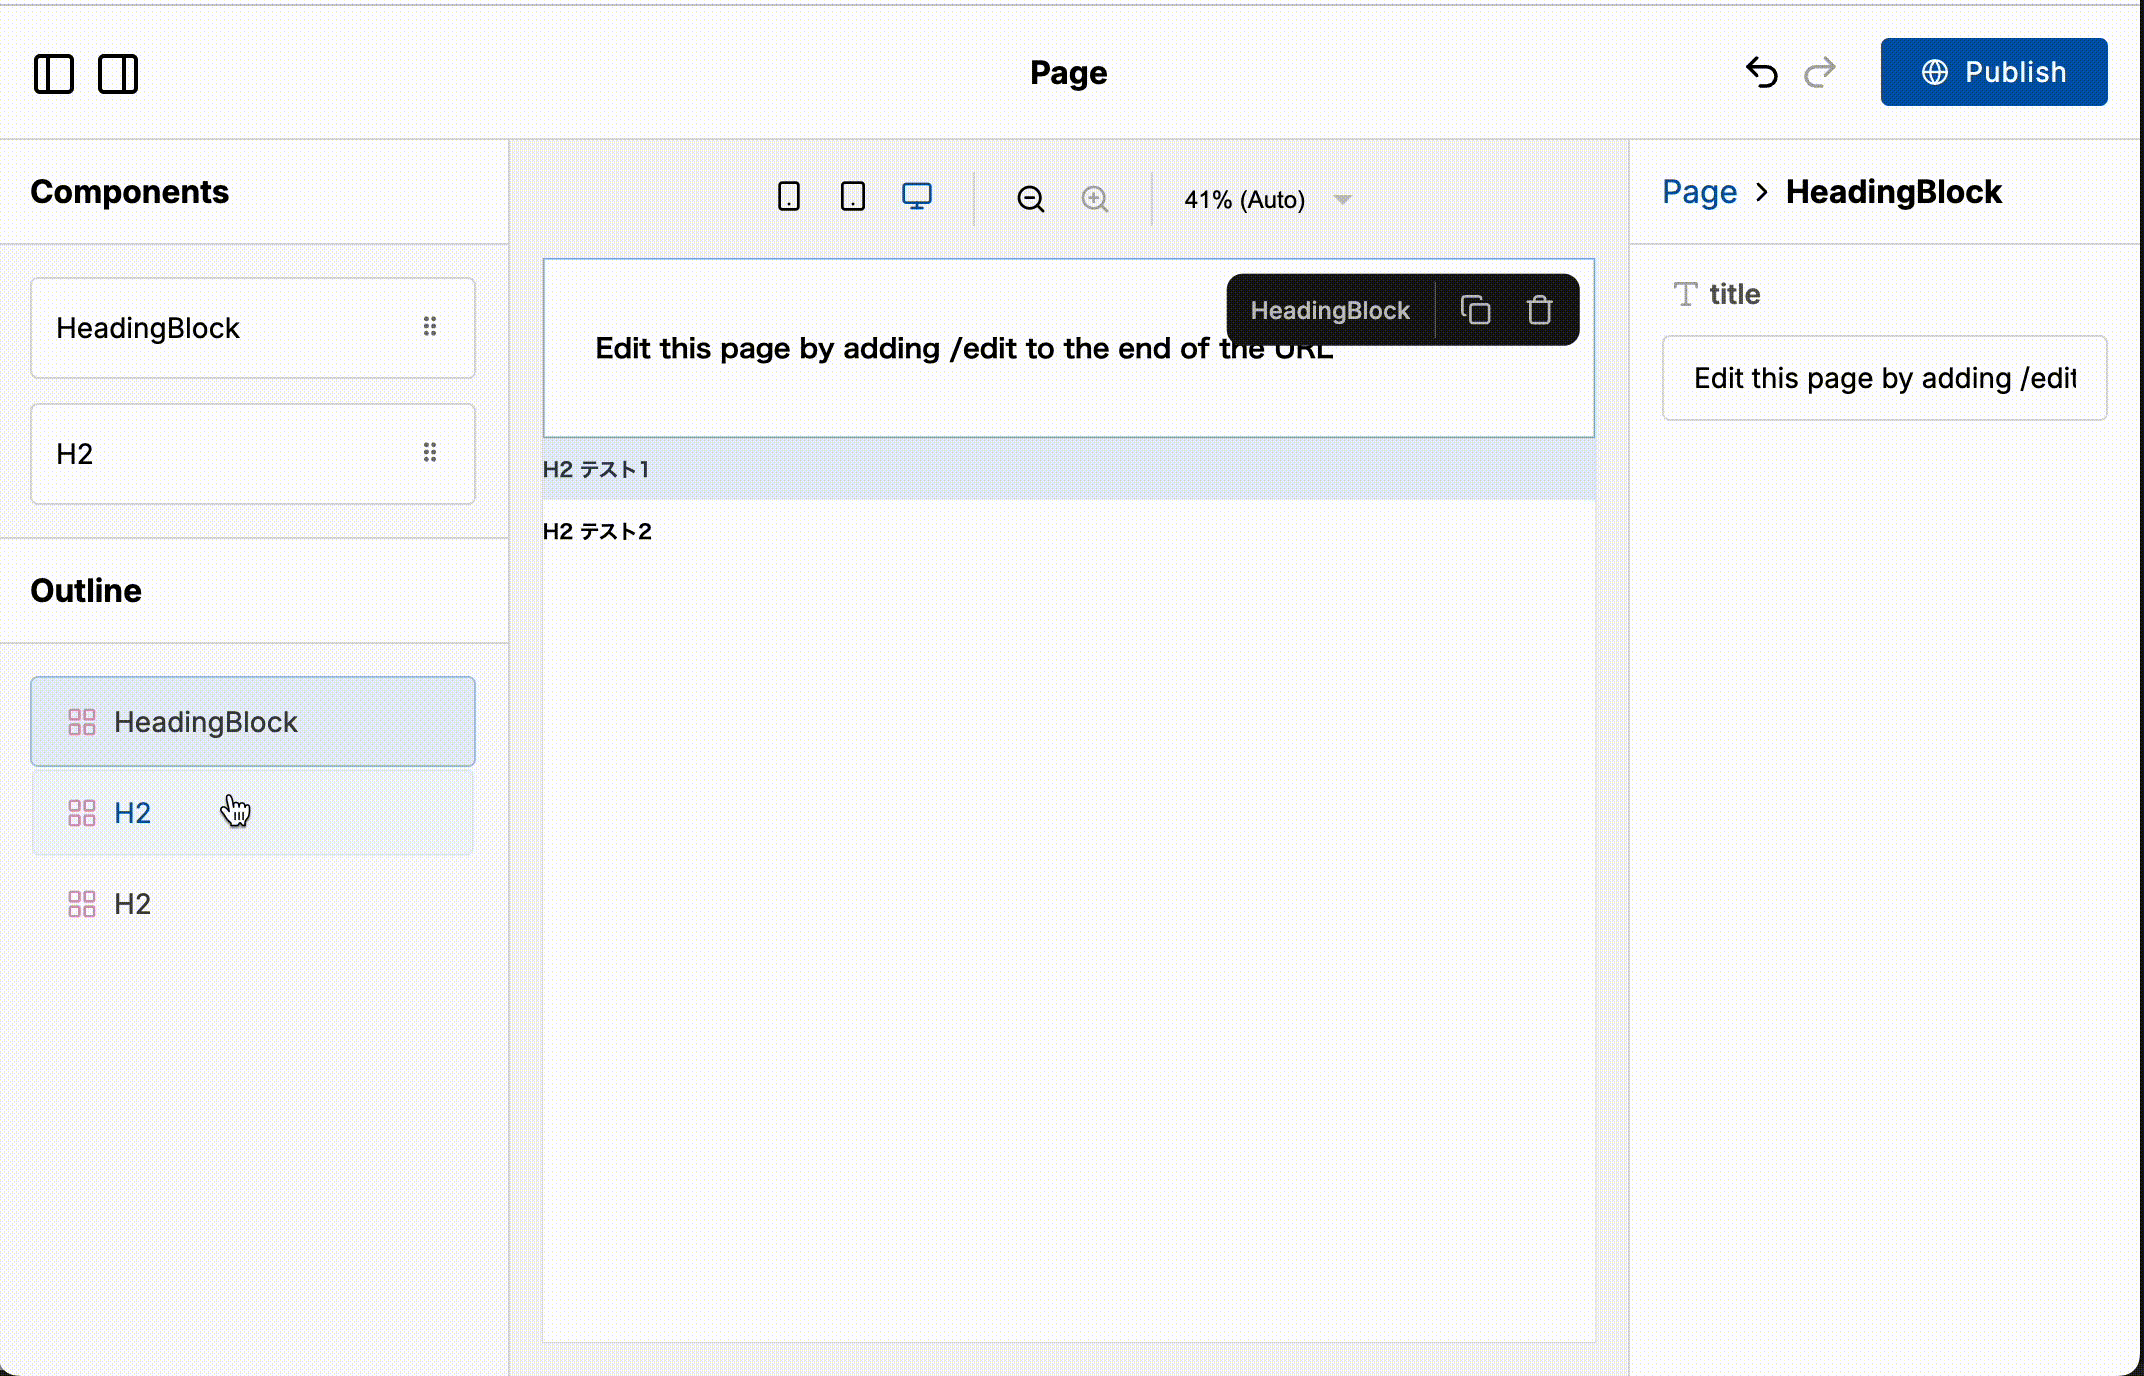 Page
Publish
Components
HeadingBlock
H2
Outline
HeadingBlock
H2
H2
41% (Auto)
HeadingBlock
Edit this page by adding /edit to the end of the URL
H2 テスト1
H2 テスト2
Page > HeadingBlock
title
Edit this page by adding /edit